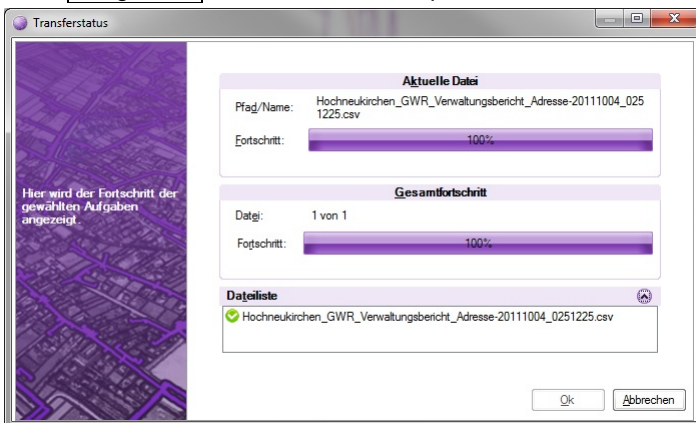 Transferstatus
Aktuelle Datei
Pfad/Name: Hochneukirchen_GWR_Verwaltungsbericht_Adresse-20111004_025
1225.csv
Fortschritt: 100%
Hier wird der Fortschritt der
gewählten Aufgaben
angezeigt.
Gesamtfortschritt
Datei: 1 von 1
Fortschritt: 100%
Dateiliste
Hochneukirchen_GWR_Verwaltungsbericht_Adresse-20111004_0251225.csv
Ok Abbrechen